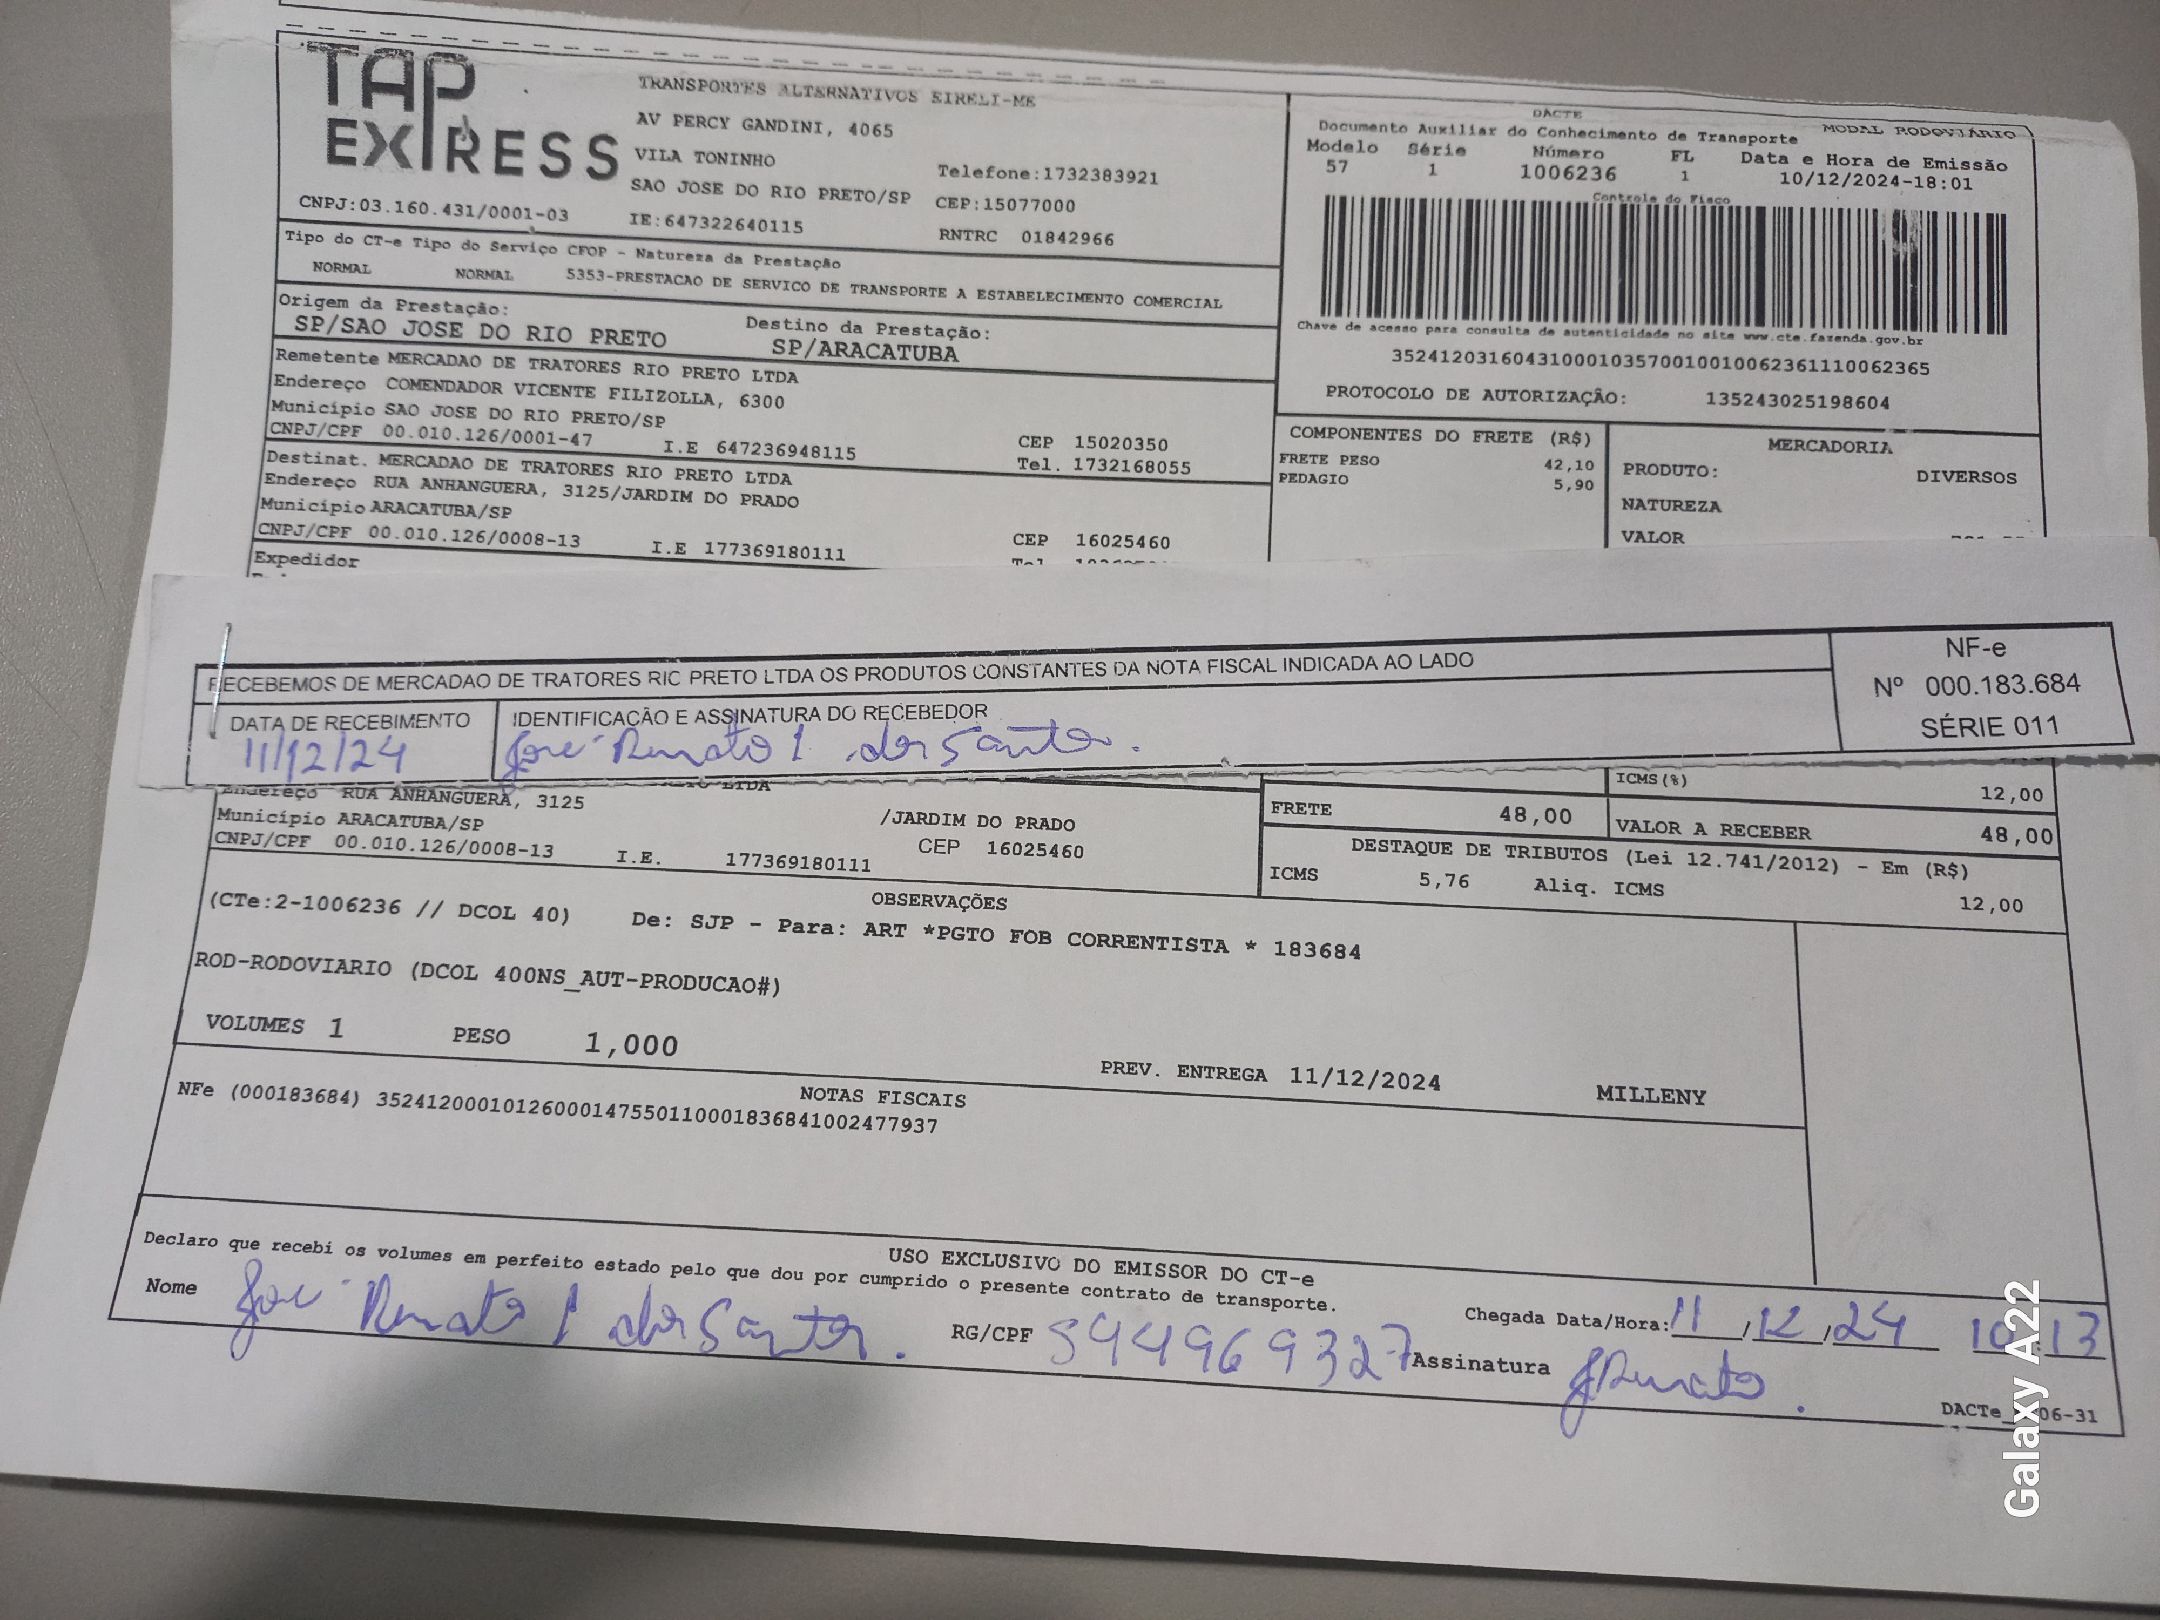 TAP
EXPRESS
TRANSPORTES ALTERNATIVOS EIRELI-ME
AV PERCY GANDINI, 4065
VILA TONINHO
SAO JOSE DO RIO PRETO/SP
Telefone:1732383921
CEP:15077000
CNPJ:03.160.431/0001-03
IE:647322640115
RNTRC 01842966
DACTE
Documento Auxiliar do Conhecimento de Transporte
MODAL RODOVIÁRIO
Modelo Série Número FL Data e Hora de Emissão
57 1 1006236 1 10/12/2024-18:01
Controle do Fisco
Chave de acesso para consulta de autenticidade no site www.cte.fazenda.gov.br
35241203160431000103570010010062361110062365
PROTOCOLO DE AUTORIZAÇÃO: 135243025198604
Tipo do CT-e Tipo do Serviço CFOP - Natureza da Prestação
NORMAL NORMAL 5353-PRESTACAO DE SERVICO DE TRANSPORTE A ESTABELECIMENTO COMERCIAL
Origem da Prestação:
SP/SAO JOSE DO RIO PRETO
Destino da Prestação:
SP/ARACATUBA
Remetente MERCADAO DE TRATORES RIO PRETO LTDA
Endereço COMENDADOR VICENTE FILIZOLLA, 6300
Município SAO JOSE DO RIO PRETO/SP
CEP 15020350
CNPJ/CPF 00.010.126/0001-47 I.E 647236948115 Tel. 1732168055
Destinat. MERCADAO DE TRATORES RIO PRETO LTDA
Endereço RUA ANHANGUERA, 3125/JARDIM DO PRADO
Município ARACATUBA/SP
CEP 16025460
CNPJ/CPF 00.010.126/0008-13 I.E 177369180111
Expedidor
COMPONENTES DO FRETE (R$)
FRETE PESO 42,10
PEDAGIO 5,90
MERCADORIA
PRODUTO: DIVERSOS
NATUREZA
VALOR
RECEBEMOS DE MERCADAO DE TRATORES RIO PRETO LTDA OS PRODUTOS CONSTANTES DA NOTA FISCAL INDICADA AO LADO
DATA DE RECEBIMENTO
11/12/24
IDENTIFICAÇÃO E ASSINATURA DO RECEBEDOR
José Renato dos Santos.
NF-e
Nº 000.183.684
SÉRIE 011
LTDA
Endereço RUA ANHANGUERA, 3125
/JARDIM DO PRADO
Município ARACATUBA/SP
CEP 16025460
CNPJ/CPF 00.010.126/0008-13 I.E. 177369180111
ICMS(%) 12,00
FRETE 48,00
VALOR A RECEBER 48,00
DESTAQUE DE TRIBUTOS (Lei 12.741/2012) - Em (R$)
ICMS 5,76 Aliq. ICMS 12,00
OBSERVAÇÕES
(CTe:2-1006236 // DCOL 40) De: SJP - Para: ART *PGTO FOB CORRENTISTA * 183684
ROD-RODOVIARIO (DCOL 400NS_AUT-PRODUCAO#)
VOLUMES 1 PESO 1,000
PREV. ENTREGA 11/12/2024 MILLENY
NOTAS FISCAIS
NFe (000183684) 35241200010126000147550110001836841002477937
USO EXCLUSIVO DO EMISSOR DO CT-e
Declaro que recebi os volumes em perfeito estado pelo que dou por cumprido o presente contrato de transporte.
Nome José Renato dos Santos.
RG/CPF 5944969327
Chegada Data/Hora: 11/12/24 10:13
Assinatura JRenato.
DACTe 06-31
Galaxy A22